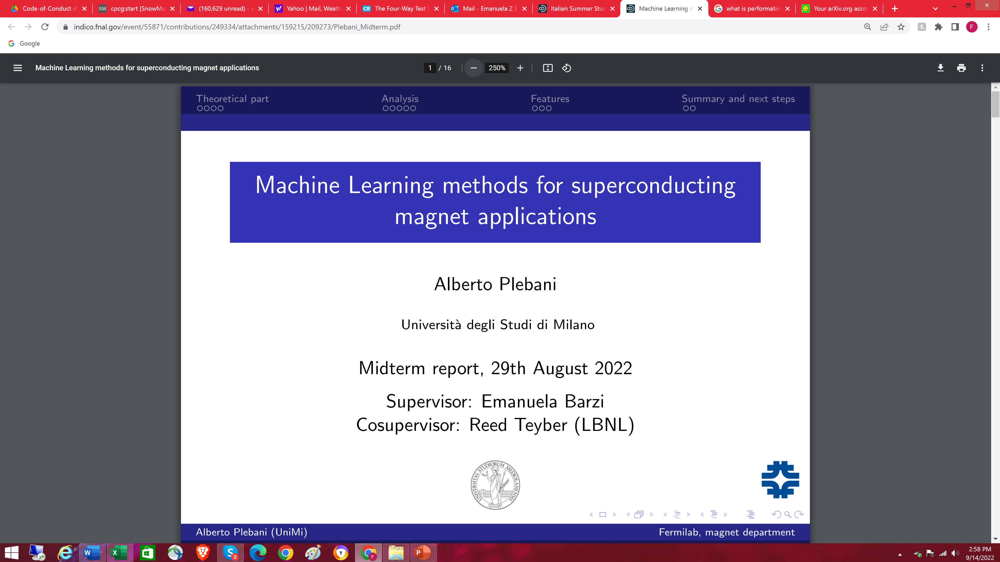 Code-of-Conduct-A
SM cpcg:start [SnowMa
(160,629 unread) - e
y! Yahoo | Mail, Weath
CR The Four-Way Test |
Mail - Emanuela Z B
Italian Summer Stud
Machine Learning m
what is performativ
Your arXiv.org acco
indico.fnal.gov/event/55871/contributions/249334/attachments/159215/209273/Plebani_Midterm.pdf
F
Google
Machine Learning methods for superconducting magnet applications
1 / 16
250%
Theoretical part
Analysis
Features
Summary and next steps
Machine Learning methods for superconducting
magnet applications
Alberto Plebani
Università degli Studi di Milano
Midterm report, 29th August 2022
Supervisor: Emanuela Barzi
Cosupervisor: Reed Teyber (LBNL)
UNIVERSITAS STUDIORUM MEDIOLANENSIS
Alberto Plebani (UniMi)
Fermilab, magnet department
W
X
S
3
F
P
2:58 PM
9/14/2022